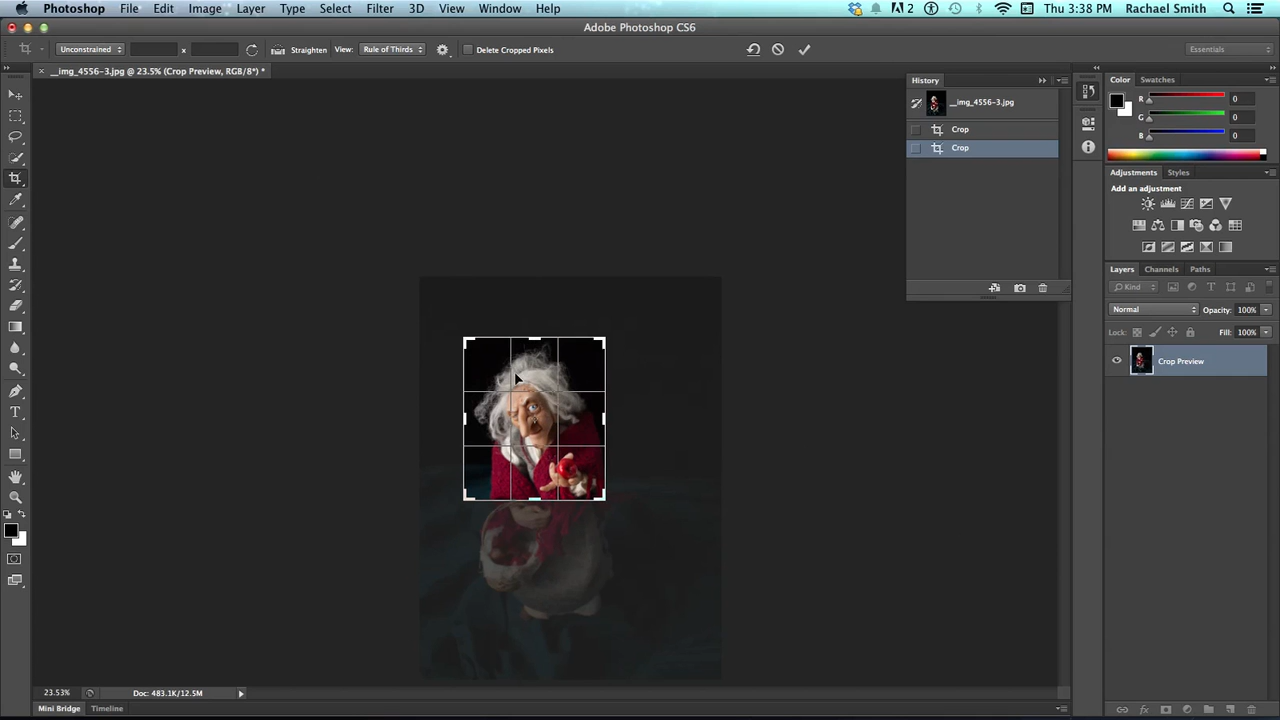 Photoshop File Edit Image Layer Type Select Filter 3D View Window Help 2 Thu 3:38 PM Rachael Smith
Adobe Photoshop CS6
Unconstrained x Straighten View: Rule of Thirds Delete Cropped Pixels Essentials
__img_4556-3.jpg @ 23.5% (Crop Preview, RGB/8*) *
History
__img_4556-3.jpg
Crop
Crop
Color Swatches
R 0
G 0
B 0
Adjustments Styles
Add an adjustment
Layers Channels Paths
Kind
Normal Opacity: 100%
Lock: Fill: 100%
Crop Preview
23.53% Doc: 483.1K/12.5M
Mini Bridge Timeline